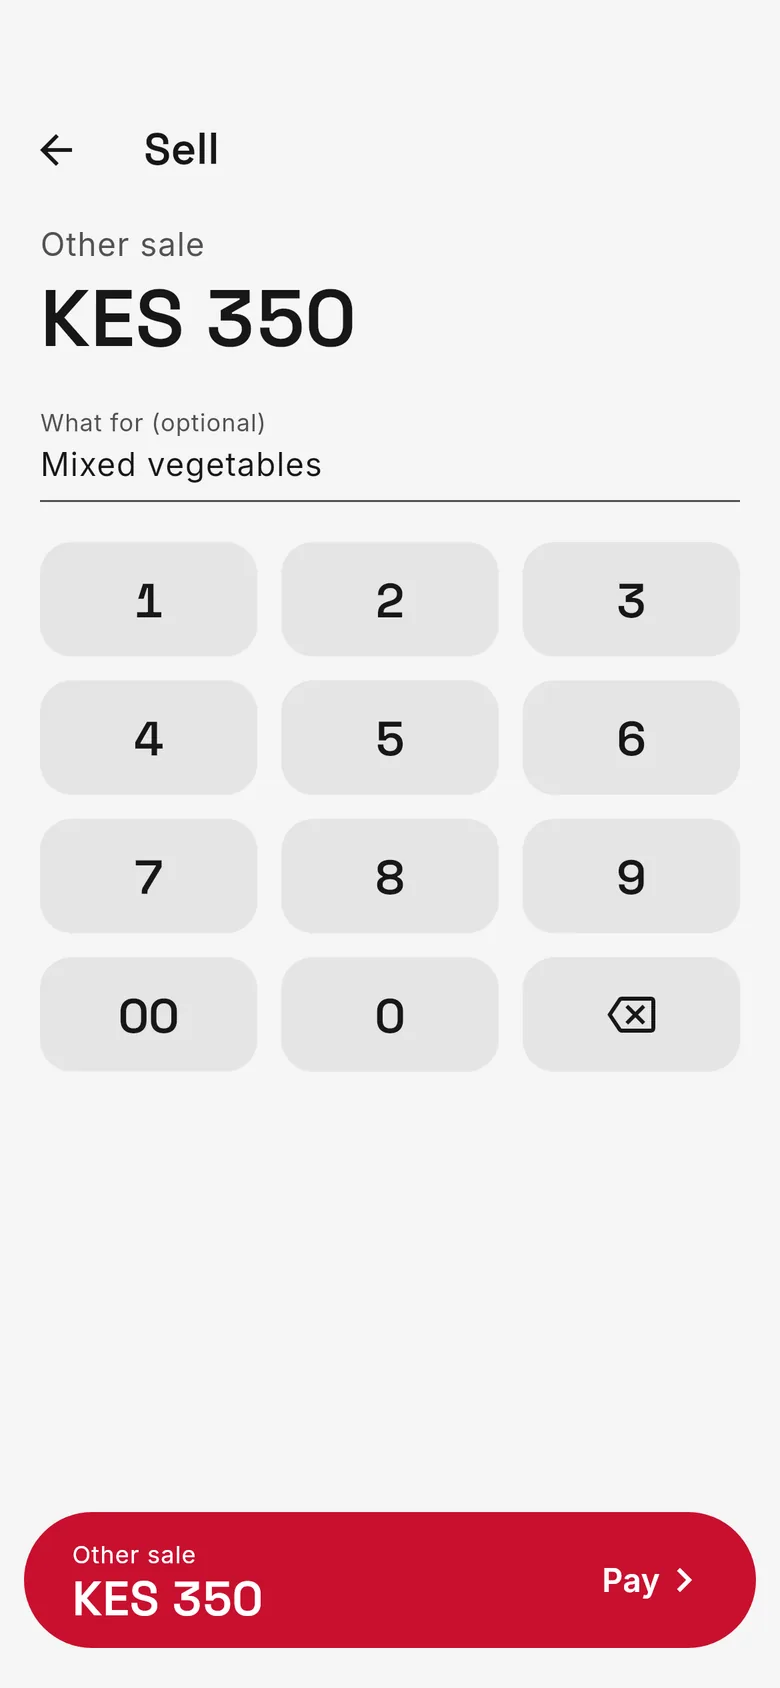 Sell
Other sale
KES 350
What for (optional)
Mixed vegetables
1 2 3
4 5 6
7 8 9
00 0
Other sale
KES 350
Pay